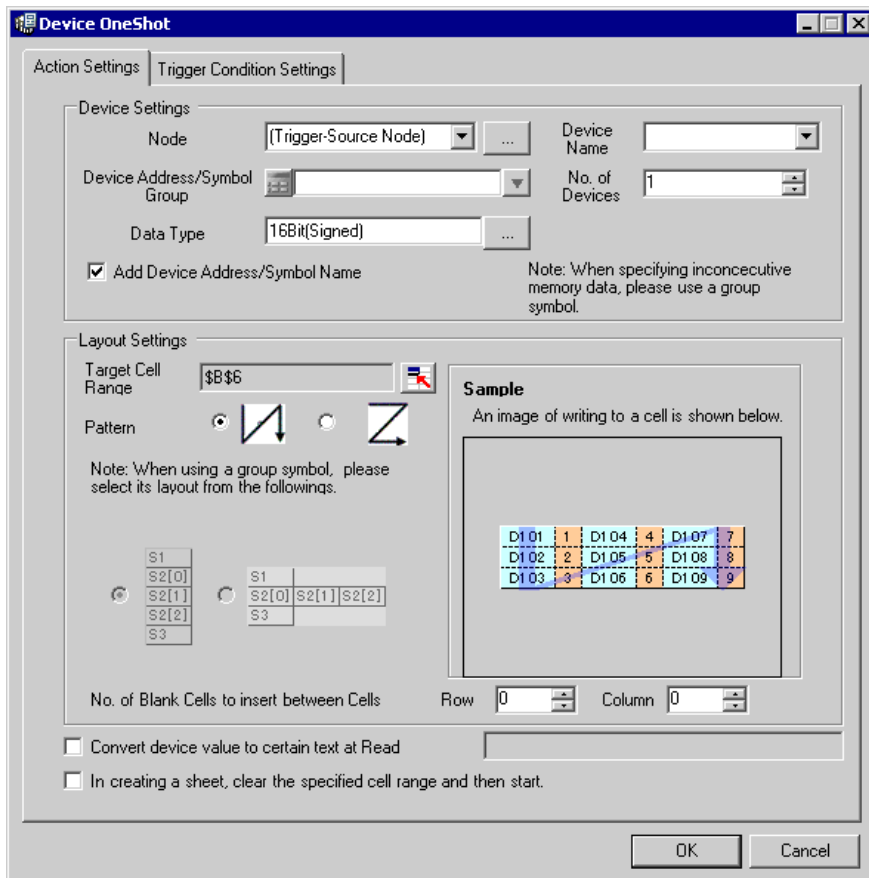 Device OneShot
Action Settings
Trigger Condition Settings
Device Settings
Node
(Trigger-Source Node)
...
Device
Name
Device Address/Symbol
Group
No. of
Devices
1
Data Type
16Bit(Signed)
...
Add Device Address/Symbol Name
Note: When specifying inconcecutive
memory data, please use a group
symbol.
Layout Settings
Target Cell
Range
$B$6
Pattern
Note: When using a group symbol, please
select its layout from the followings.
S1
S2[0]
S2[1]
S2[2]
S3
S1
S2[0] S2[1] S2[2]
S3
Sample
An image of writing to a cell is shown below.
D101 1 D104 4 D107 7
D102 2 D105 5 D108 8
D103 3 D106 6 D109 9
No. of Blank Cells to insert between Cells
Row
0
Column
0
Convert device value to certain text at Read
In creating a sheet, clear the specified cell range and then start.
OK
Cancel